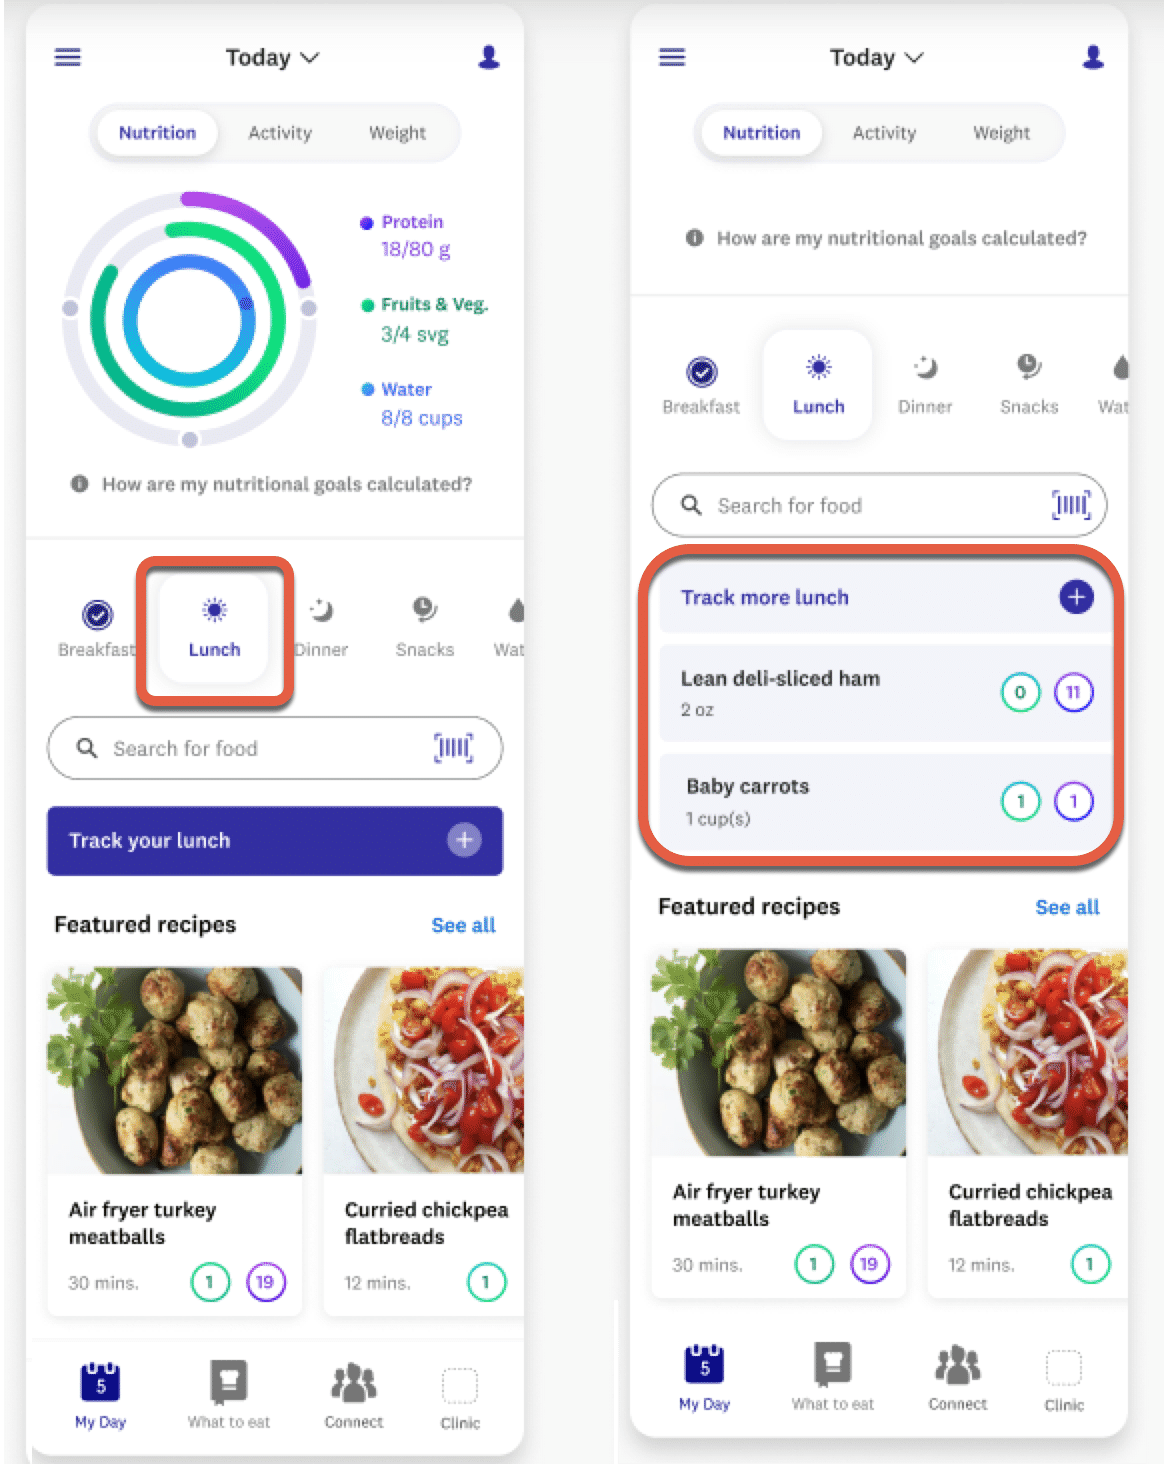 Today
Nutrition Activity Weight
Protein
18/80 g
Fruits & Veg.
3/4 svg
Water
8/8 cups
How are my nutritional goals calculated?
Breakfast Lunch Dinner Snacks Wat
Search for food
Track your lunch
Featured recipes See all
Air fryer turkey
meatballs
30 mins. 1 19
Curried chickpea
flatbreads
12 mins. 1
5
My Day What to eat Connect Clinic
Today
Nutrition Activity Weight
How are my nutritional goals calculated?
Breakfast Lunch Dinner Snacks Wat
Search for food
Track more lunch
Lean deli-sliced ham
2 oz
0 11
Baby carrots
1 cup(s)
1 1
Featured recipes See all
Air fryer turkey
meatballs
30 mins. 1 19
Curried chickpea
flatbreads
12 mins. 1
5
My Day What to eat Connect Clinic